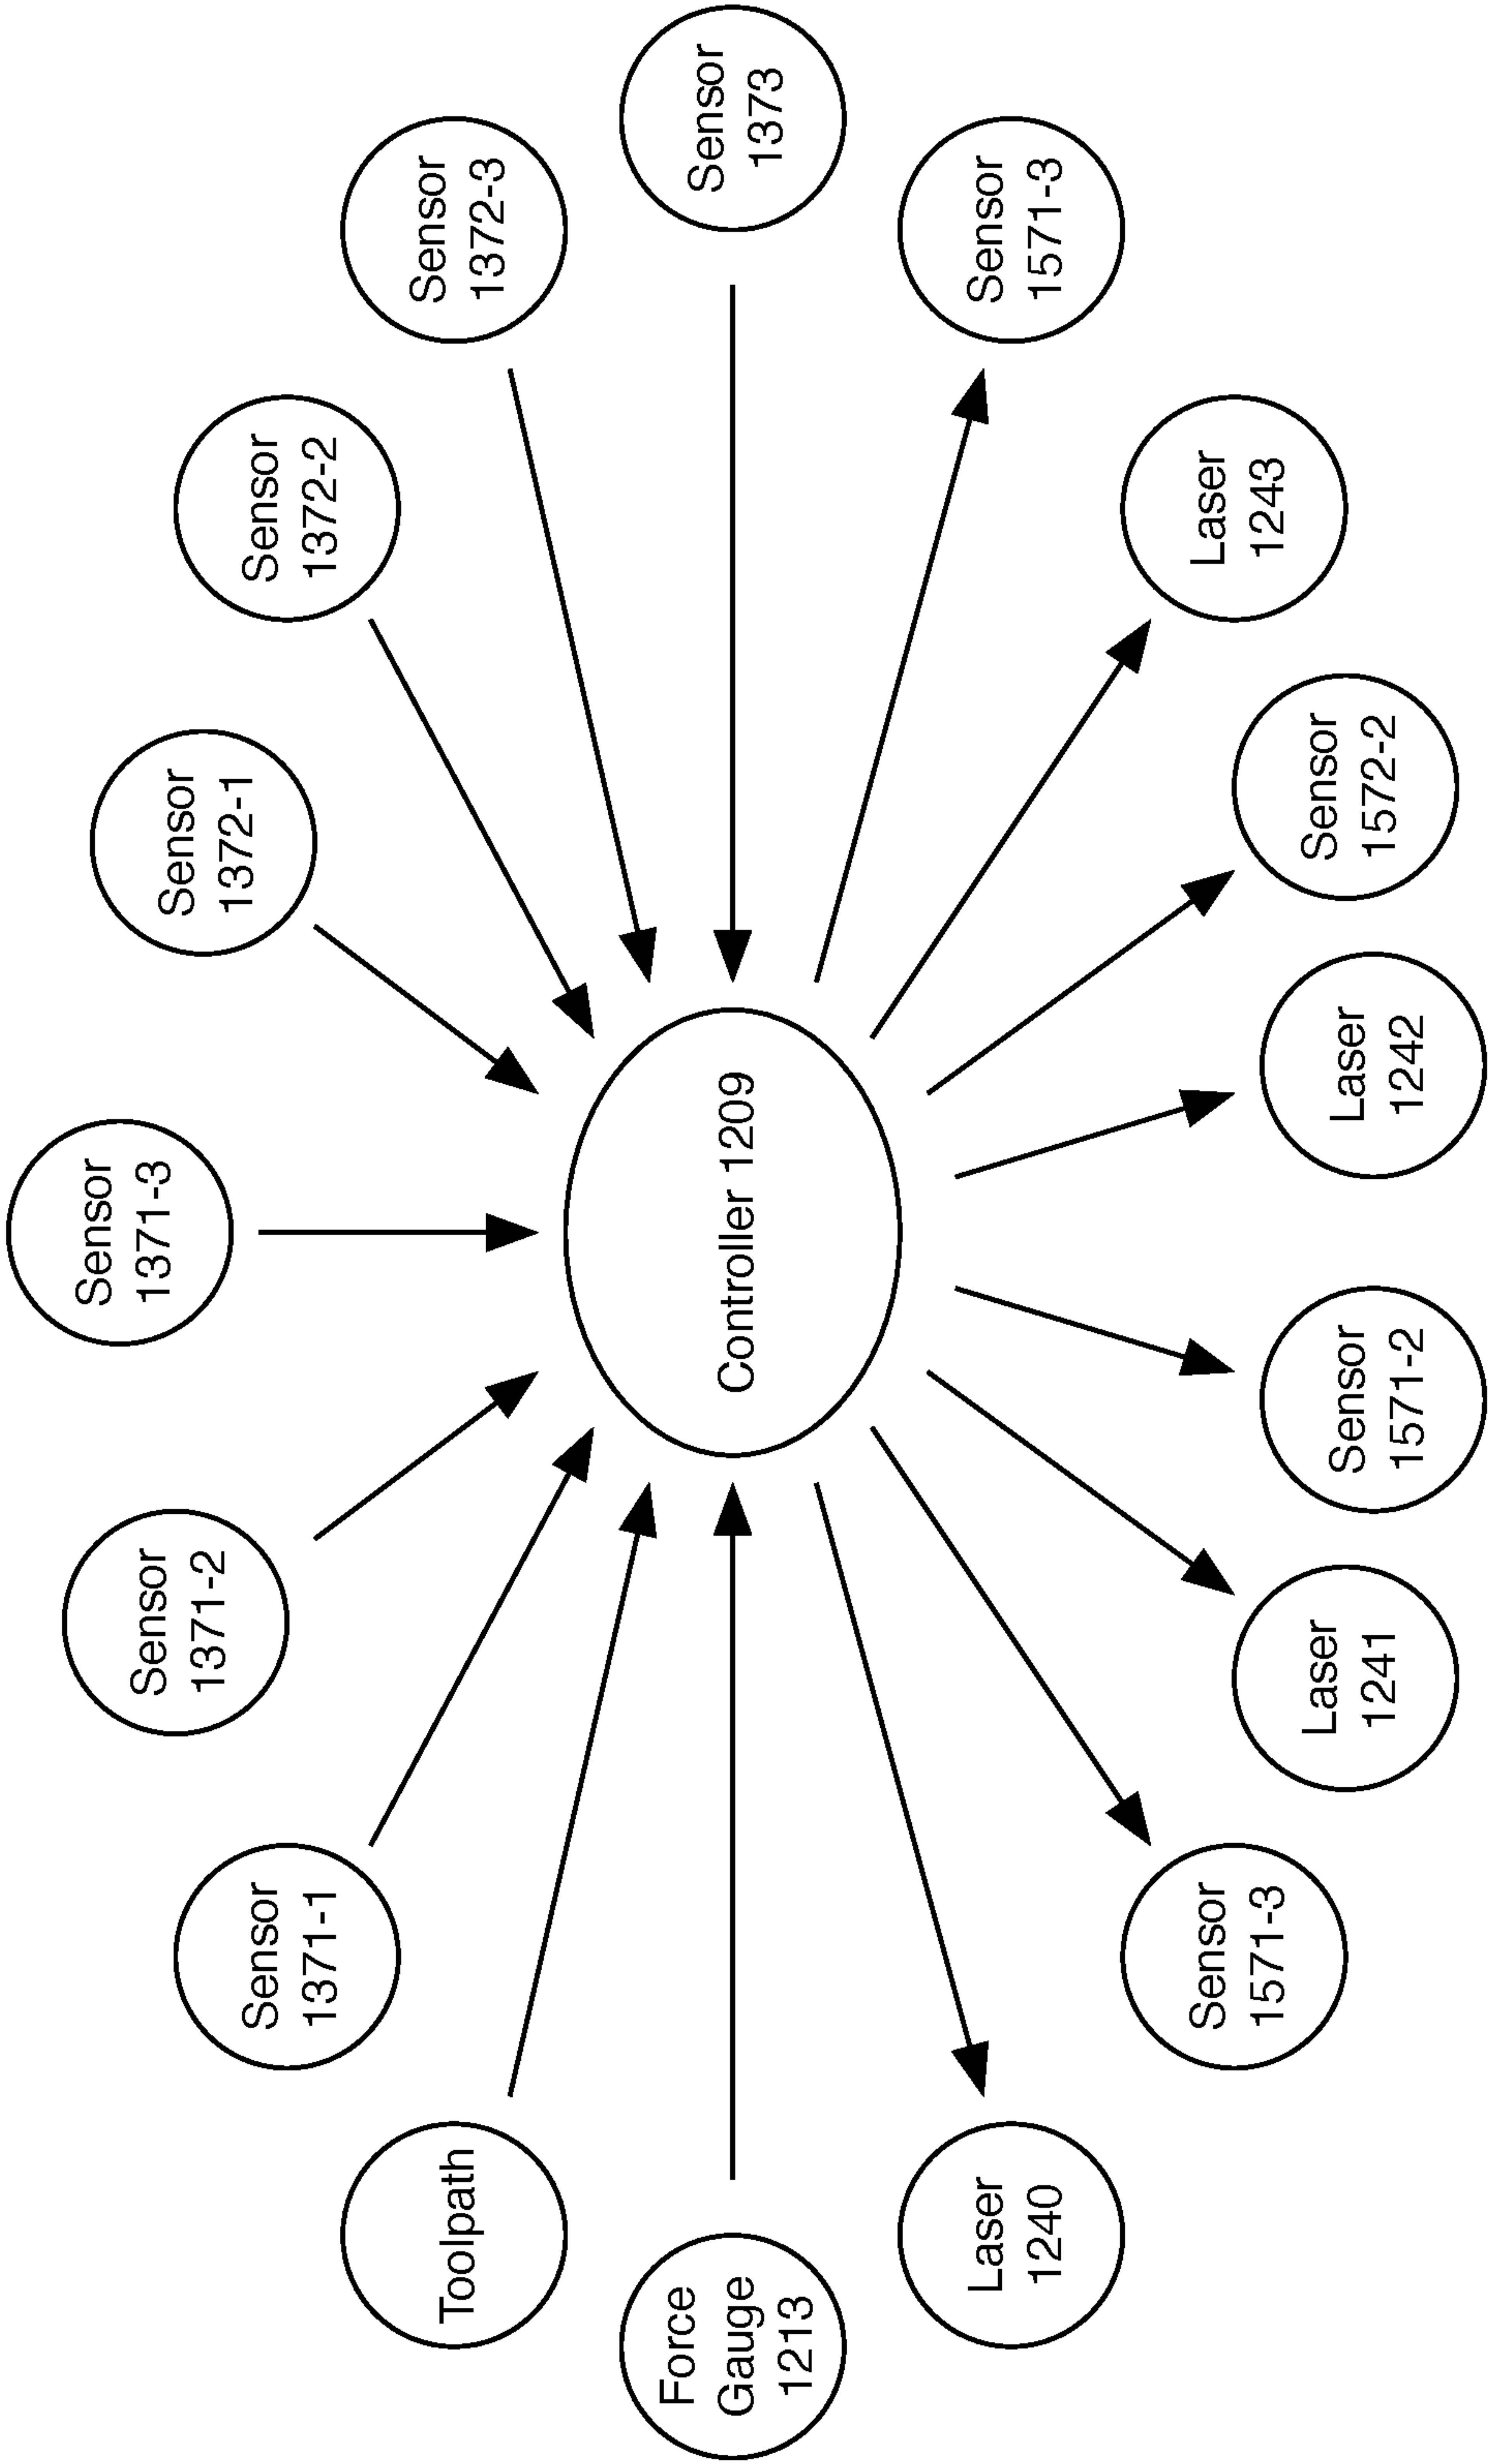 Force
Gauge
1213
Toolpath
Sensor
1371-1
Sensor
1371-2
Sensor
1371-3
Sensor
1372-1
Sensor
1372-2
Sensor
1372-3
Sensor
1373
Controller 1209
Laser
1240
Sensor
1571-3
Laser
1241
Sensor
1571-2
Laser
1242
Sensor
1572-2
Laser
1243
Sensor
1571-3